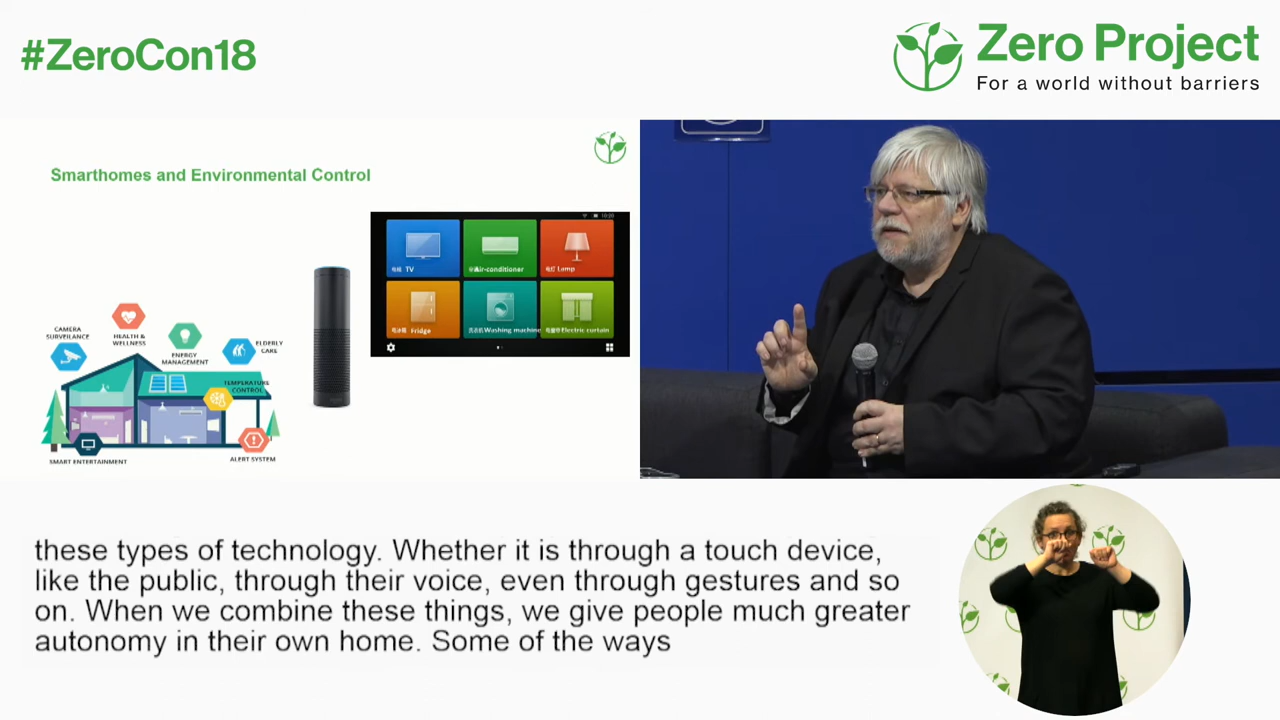 #ZeroCon18
Zero Project
For a world without barriers
Smarthomes and Environmental Control
10:20
TV
Air-conditioner
Lamp
Fridge
Washing machine
Electric curtain
CAMERA
SURVEILANCE
HEALTH &
WELLNESS
ENERGY
MANAGEMENT
ELDERLY
CARE
TEMPERATURE
CONTROL
SMART ENTERTAINMENT
ALERT SYSTEM
these types of technology. Whether it is through a touch device,
like the public, through their voice, even through gestures and so
on. When we combine these things, we give people much greater
autonomy in their own home. Some of the ways